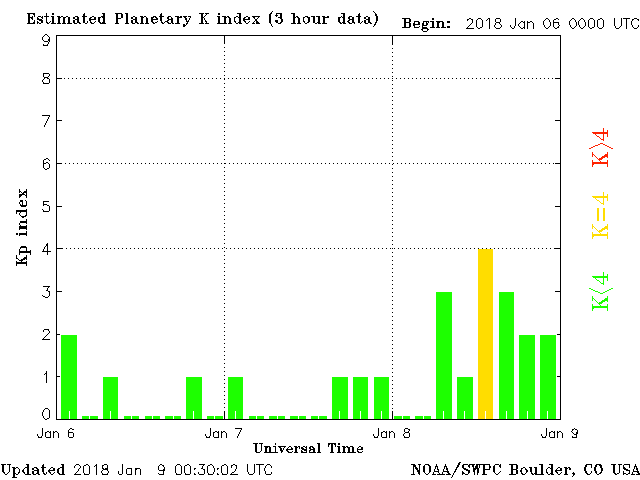 Estimated Planetary K index (3 hour data) Begin: 2018 Jan 06 0000 UTC
9
8
7
6
5
4
3
2
1
0
Kp index
K>4
K=4
K<4
Jan 6 Jan 7 Jan 8 Jan 9
Universal Time
Updated 2018 Jan 9 00:30:02 UTC NOAA/SWPC Boulder, CO USA